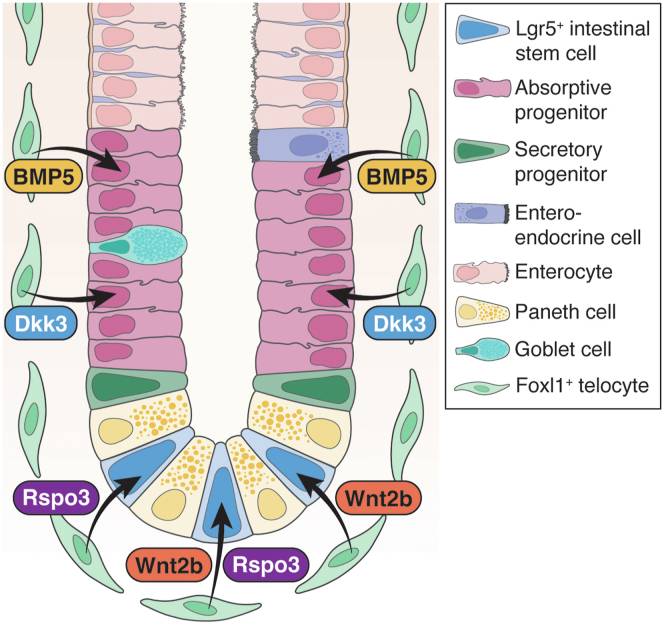 BMP5
BMP5
Dkk3
Dkk3
Rspo3
Wnt2b
Wnt2b
Rspo3
Lgr5⁺ intestinal
stem cell
Absorptive
progenitor
Secretory
progenitor
Entero-
endocrine cell
Enterocyte
Paneth cell
Goblet cell
Foxl1⁺ telocyte